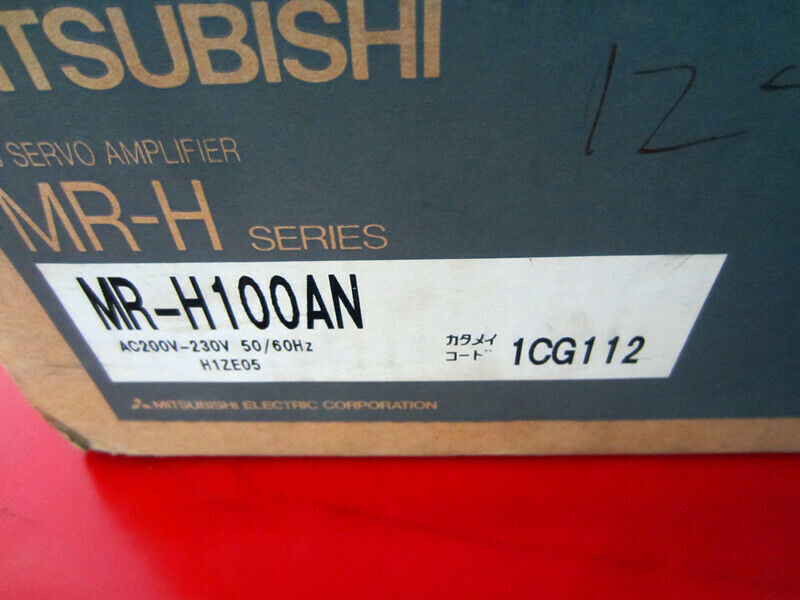 ITSUBISHI
SERVO AMPLIFIER
MR-H SERIES
MR-H100AN
AC200V-230V 50/60Hz
H1ZE05
カタメイ
コード
1CG112
MITSUBISHI ELECTRIC CORPORATION
12